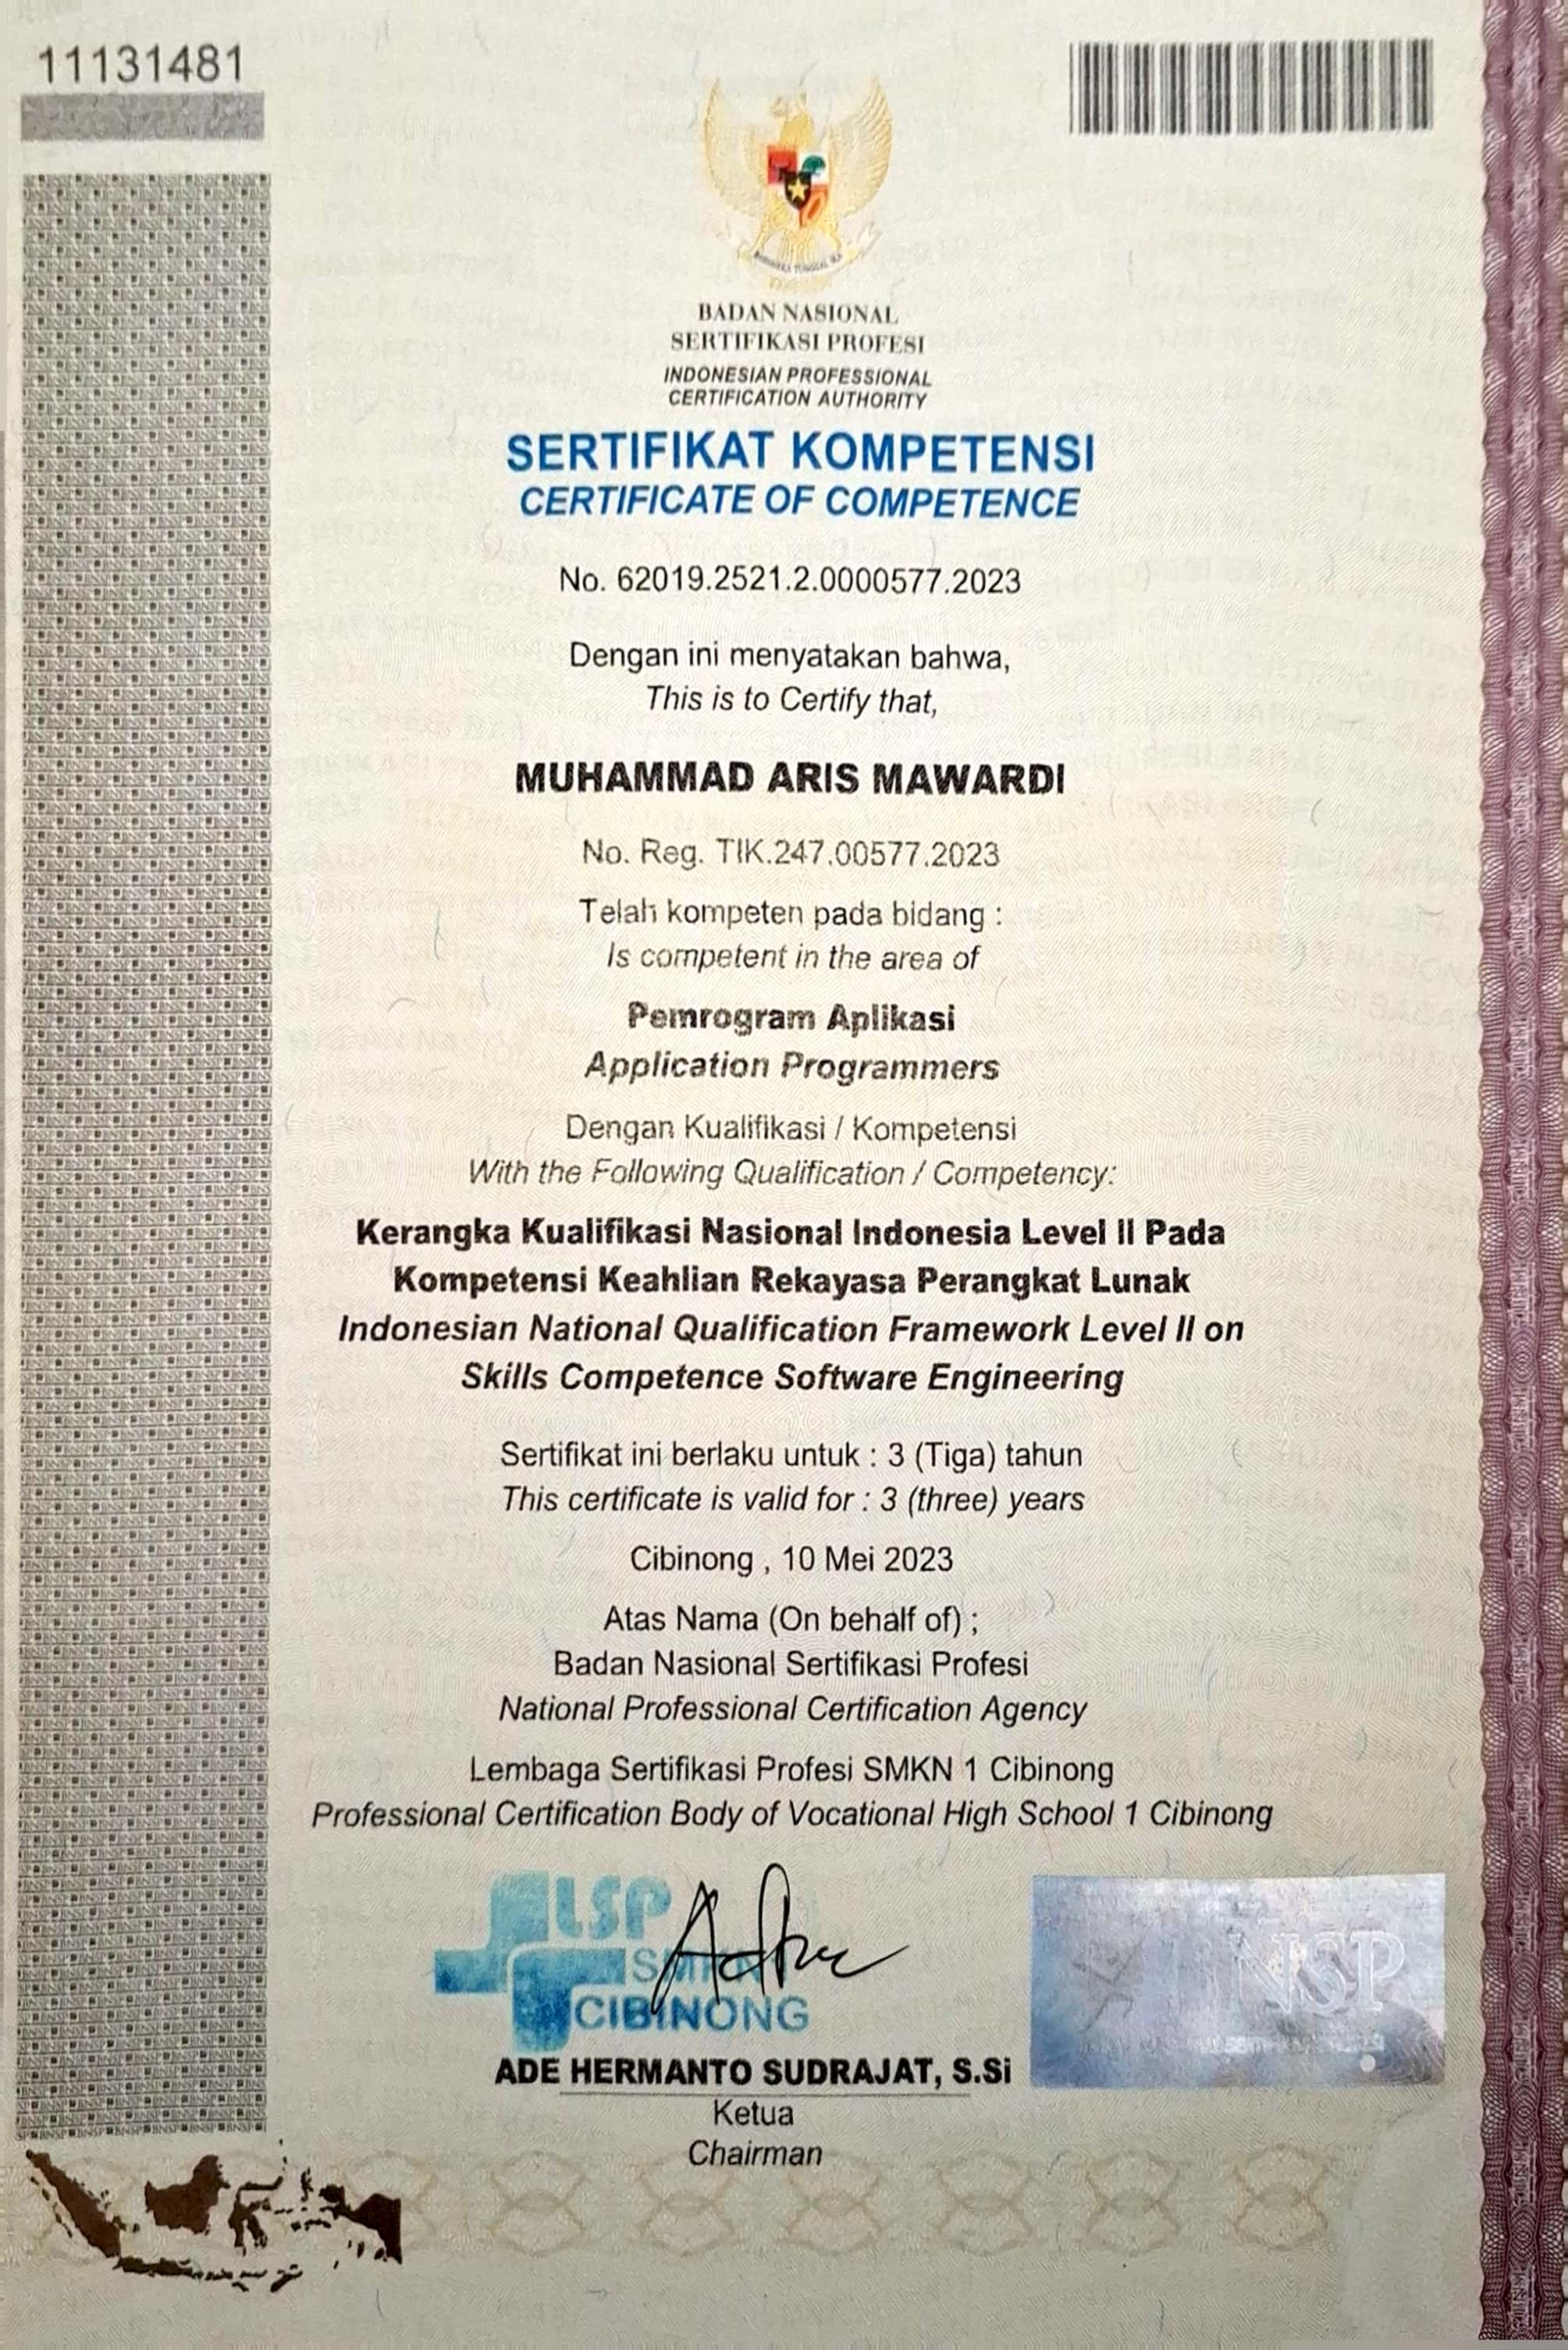 11131481
BADAN NASIONAL
SERTIFIKASI PROFESI
INDONESIAN PROFESSIONAL
CERTIFICATION AUTHORITY
SERTIFIKAT KOMPETENSI
CERTIFICATE OF COMPETENCE
No. 62019.2521.2.0000577.2023
Dengan ini menyatakan bahwa,
This is to Certify that,
MUHAMMAD ARIS MAWARDI
No. Reg. TIK.247.00577.2023
Telah kompeten pada bidang :
Is competent in the area of
Pemrogram Aplikasi
Application Programmers
Dengan Kualifikasi / Kompetensi
With the Following Qualification / Competency:
Kerangka Kualifikasi Nasional Indonesia Level II Pada
Kompetensi Keahlian Rekayasa Perangkat Lunak
Indonesian National Qualification Framework Level II on
Skills Competence Software Engineering
Sertifikat ini berlaku untuk : 3 (Tiga) tahun
This certificate is valid for : 3 (three) years
Cibinong , 10 Mei 2023
Atas Nama (On behalf of) ;
Badan Nasional Sertifikasi Profesi
National Professional Certification Agency
Lembaga Sertifikasi Profesi SMKN 1 Cibinong
Professional Certification Body of Vocational High School 1 Cibinong
LSP
CIBINONG
BNSP
ADE HERMANTO SUDRAJAT, S.Si
Ketua
Chairman